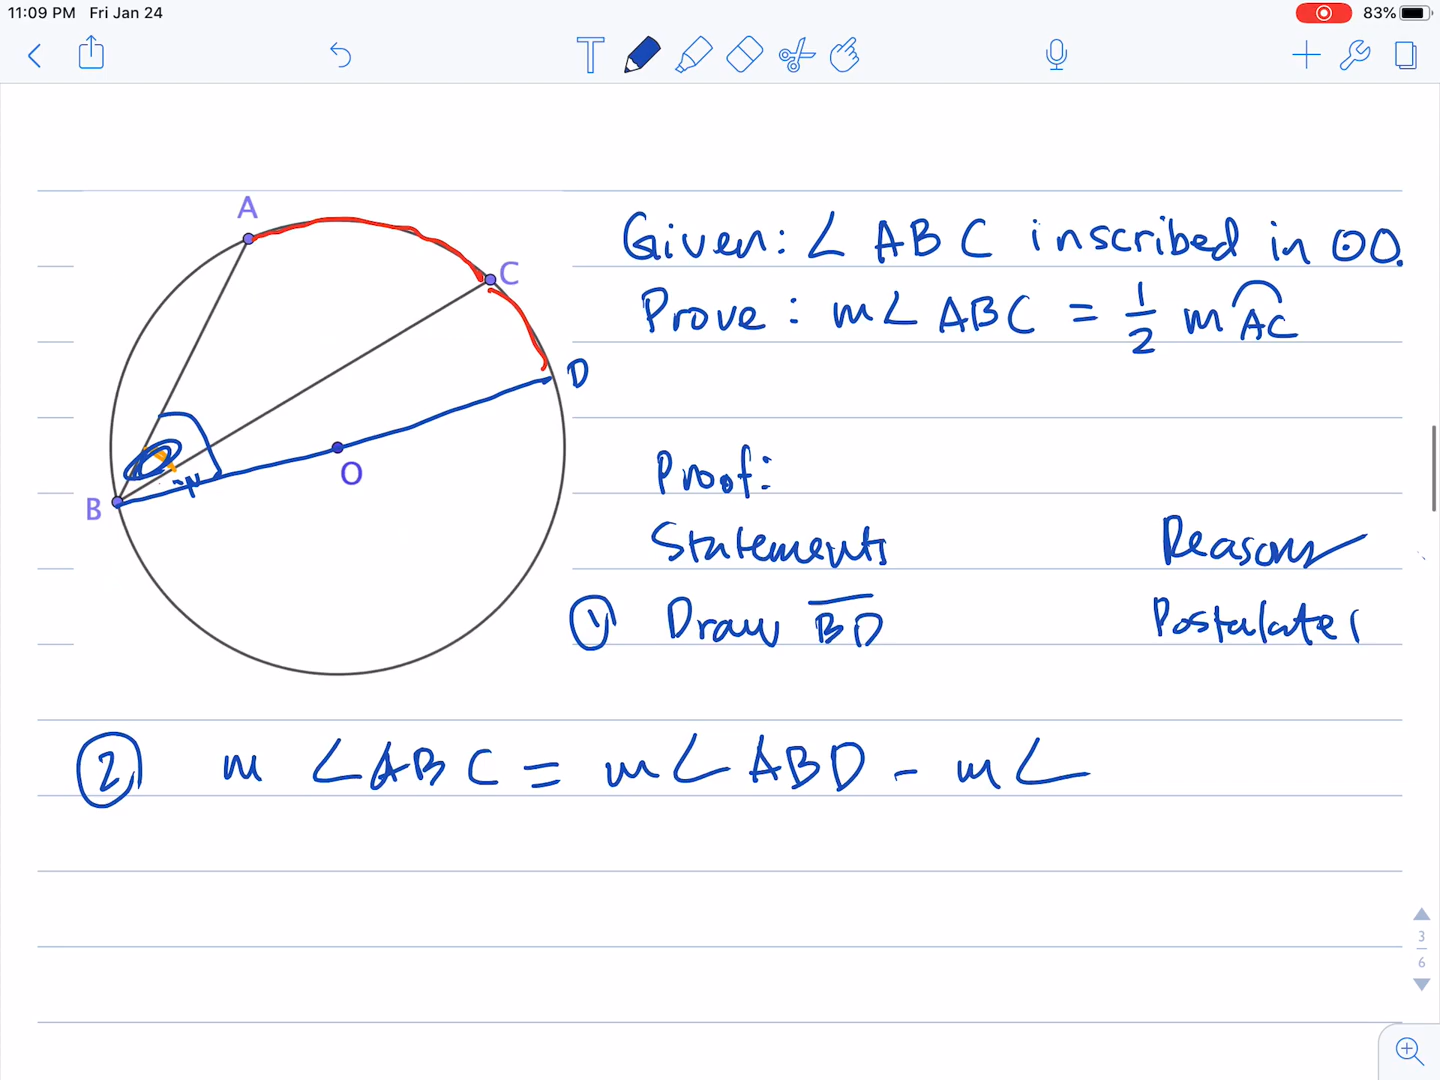 11:09 PM Fri Jan 24
83%
T
A
C
D
O
B
Given: ∠ ABC inscribed in ⊙O.
Prove: m∠ ABC = 1/2 m⌒AC
Proof:
Statements Reasons
① Draw B̅D̅ Postulate 1
② m ∠ABC = m∠ABD - m∠
3
6